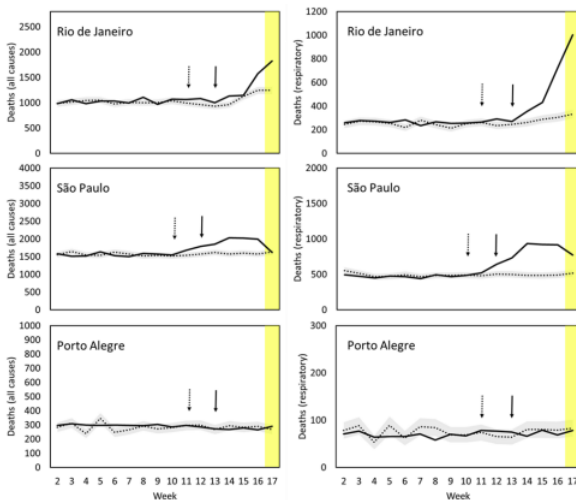 Rio de Janeiro
Deaths (all causes)
2500
2000
1500
1000
500
0
Rio de Janeiro
Deaths (respiratory)
1200
1000
800
600
400
200
0
São Paulo
Deaths (all causes)
4000
3500
3000
2500
2000
1500
1000
500
0
São Paulo
Deaths (respiratory)
2000
1500
1000
500
0
Porto Alegre
Deaths (all causes)
1000
900
800
700
600
500
400
300
200
100
0
2 3 4 5 6 7 8 9 10 11 12 13 14 15 16 17
Week
Porto Alegre
Deaths (respiratory)
300
200
100
0
2 3 4 5 6 7 8 9 10 11 12 13 14 15 16 17
Week